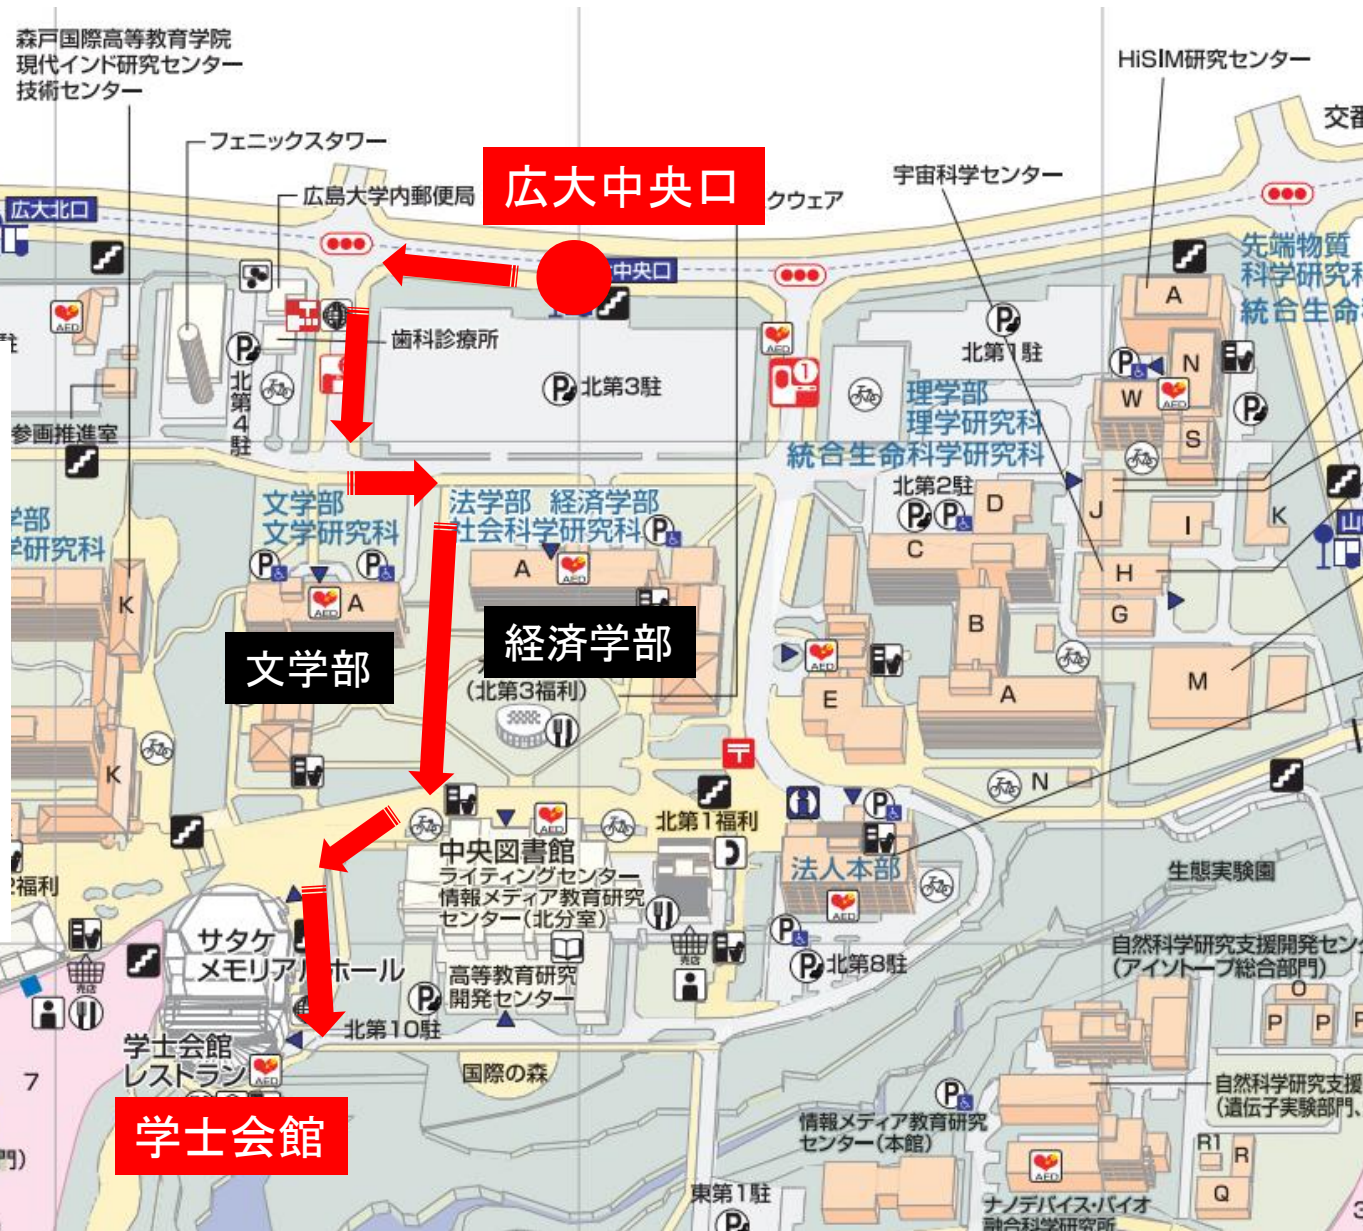 森戸国際高等教育学院
現代インド研究センター
技術センター
HiSIM研究センター
フェニックスタワー
広大中央口
宇宙科学センター
広島大学内郵便局
クウェア
広大北口
中央口
先端物質
科学研究科
統合生命
AED
歯科診療所
北第4駐
北第3駐
北第1駐
理学部
理学研究科
統合生命科学研究科
参画推進室
北第2駐
文学部
文学研究科
法学部 経済学部
社会科学研究科
学部
学研究科
A
N
W
S
D
J
I
K
C
H
G
B
M
E
A
N
K
K
A
A
文学部
経済学部
(北第3福利)
北第1福利
中央図書館
ライティングセンター
情報メディア教育研究
センター(北分室)
高等教育研究
開発センター
法人本部
生態実験園
サタケ
メモリアルホール
売店
北第8駐
自然科学研究支援開発セン
(アイソトープ総合部門)
O
P
P
北第10駐
学士会館
レストラン
国際の森
7
学士会館
自然科学研究支援
(遺伝子実験部門、
情報メディア教育研究
センター(本館)
R1
R
Q
東第1駐
ナノデバイス・バイオ
融合科学研究所